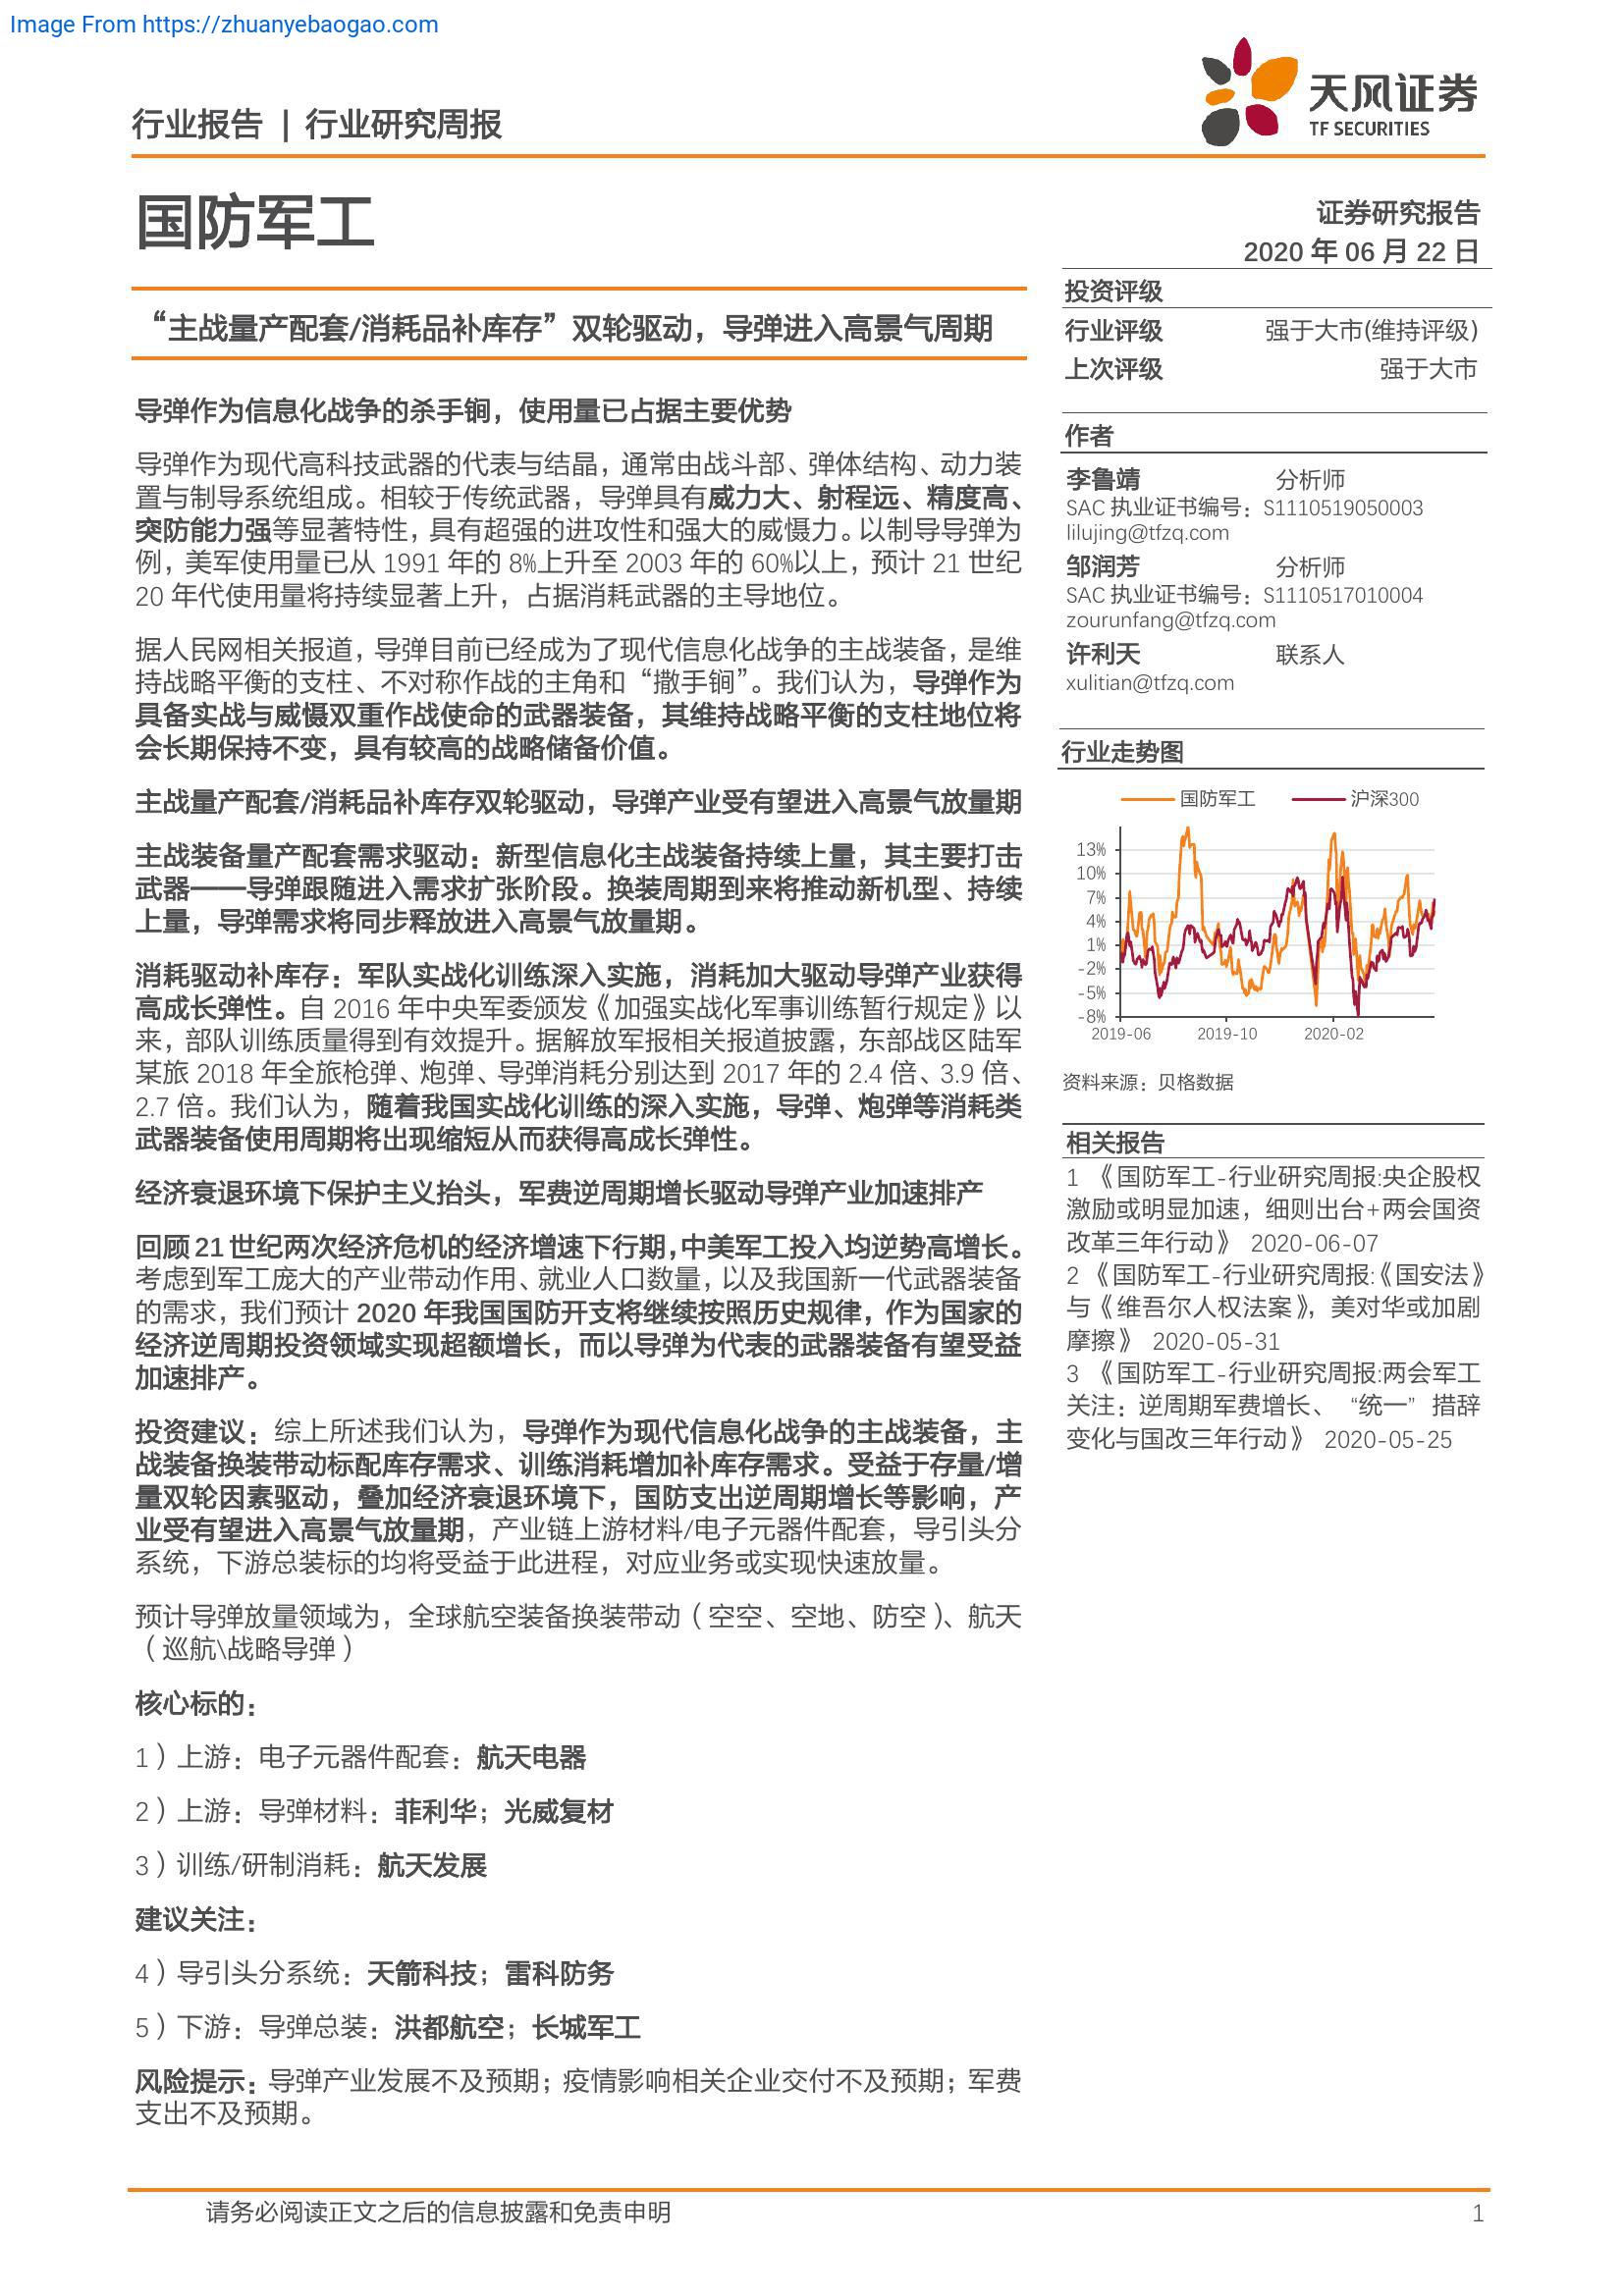 Image From https://zhuanyebaogao.com
行业报告 | 行业研究周报
天风证券
TF SECURITIES
国防军工
证券研究报告
2020 年 06 月 22 日
“主战量产配套/消耗品补库存”双轮驱动，导弹进入高景气周期
导弹作为信息化战争的杀手锏，使用量已占据主要优势
导弹作为现代高科技武器的代表与结晶，通常由战斗部、弹体结构、动力装
置与制导系统组成。相较于传统武器，导弹具有威力大、射程远、精度高、
突防能力强等显著特性，具有超强的进攻性和强大的威慑力。以制导导弹为
例，美军使用量已从 1991 年的 8%上升至 2003 年的 60%以上，预计 21 世纪
20 年代使用量将持续显著上升，占据消耗武器的主导地位。
据人民网相关报道，导弹目前已经成为了现代信息化战争的主战装备，是维
持战略平衡的支柱、不对称作战的主角和“撒手锏”。我们认为，导弹作为
具备实战与威慑双重作战使命的武器装备，其维持战略平衡的支柱地位将
会长期保持不变，具有较高的战略储备价值。
主战量产配套/消耗品补库存双轮驱动，导弹产业受有望进入高景气放量期
主战装备量产配套需求驱动：新型信息化主战装备持续上量，其主要打击
武器——导弹跟随进入需求扩张阶段。换装周期到来将推动新机型、持续
上量，导弹需求将同步释放进入高景气放量期。
消耗驱动补库存：军队实战化训练深入实施，消耗加大驱动导弹产业获得
高成长弹性。自 2016 年中央军委颁发《加强实战化军事训练暂行规定》以
来，部队训练质量得到有效提升。据解放军报相关报道披露，东部战区陆军
某旅 2018 年全旅枪弹、炮弹、导弹消耗分别达到 2017 年的 2.4 倍、3.9 倍、
2.7 倍。我们认为，随着我国实战化训练的深入实施，导弹、炮弹等消耗类
武器装备使用周期将出现缩短从而获得高成长弹性。
经济衰退环境下保护主义抬头，军费逆周期增长驱动导弹产业加速排产
回顾 21 世纪两次经济危机的经济增速下行期，中美军工投入均逆势高增长。
考虑到军工庞大的产业带动作用、就业人口数量，以及我国新一代武器装备
的需求，我们预计 2020 年我国国防开支将继续按照历史规律，作为国家的
经济逆周期投资领域实现超额增长，而以导弹为代表的武器装备有望受益
加速排产。
投资建议：综上所述我们认为，导弹作为现代信息化战争的主战装备，主
战装备换装带动标配库存需求、训练消耗增加补库存需求。受益于存量/增
量双轮因素驱动，叠加经济衰退环境下，国防支出逆周期增长等影响，产
业受有望进入高景气放量期，产业链上游材料/电子元器件配套，导引头分
系统，下游总装标的均将受益于此进程，对应业务或实现快速放量。
预计导弹放量领域为，全球航空装备换装带动（空空、空地、防空）、航天
（巡航\战略导弹）
核心标的：
1）上游：电子元器件配套：航天电器
2）上游：导弹材料：菲利华；光威复材
3）训练/研制消耗：航天发展
建议关注：
4）导引头分系统：天箭科技；雷科防务
5）下游：导弹总装：洪都航空；长城军工
风险提示：导弹产业发展不及预期；疫情影响相关企业交付不及预期；军费
支出不及预期。
投资评级
行业评级 强于大市(维持评级)
上次评级 强于大市
作者
李鲁靖 分析师
SAC 执业证书编号：S1110519050003
lilujing@tfzq.com
邹润芳 分析师
SAC 执业证书编号：S1110517010004
zourunfang@tfzq.com
许利天 联系人
xulitian@tfzq.com
行业走势图
国防军工 沪深300
13%
10%
7%
4%
1%
-2%
-5%
-8%
2019-06 2019-10 2020-02
资料来源：贝格数据
相关报告
1 《国防军工-行业研究周报:央企股权
激励或明显加速，细则出台+两会国资
改革三年行动》 2020-06-07
2 《国防军工-行业研究周报:《国安法》
与《维吾尔人权法案》，美对华或加剧
摩擦》 2020-05-31
3 《国防军工-行业研究周报:两会军工
关注：逆周期军费增长、“统一”措辞
变化与国改三年行动》 2020-05-25
请务必阅读正文之后的信息披露和免责申明 1